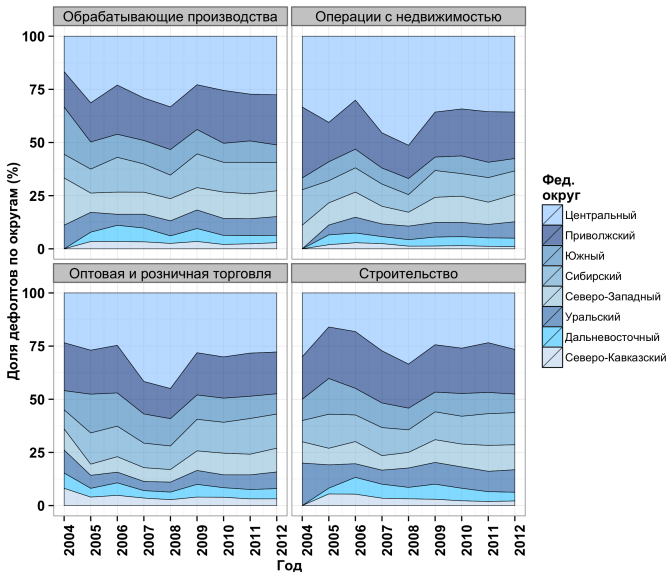 Обрабатывающие производства
Операции с недвижимостью
100
75
50
25
0
Оптовая и розничная торговля
Строительство
100
75
50
25
0
Доля дефолтов по округам (%)
2004
2005
2006
2007
2008
2009
2010
2011
2012
2004
2005
2006
2007
2008
2009
2010
2011
2012
Год
Фед.
округ
Центральный
Приволжский
Южный
Сибирский
Северо-Западный
Уральский
Дальневосточный
Северо-Кавказский